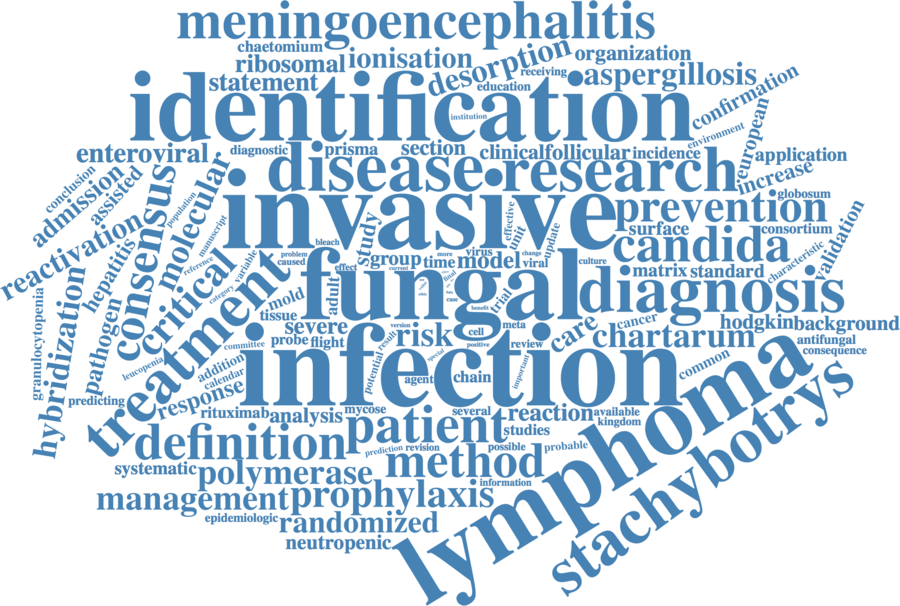 meningoencephalitis
chaetomium
ribosomal
ionisation
desorption
organization
statement
receiving
education
aspergillosis
identification
institution
confirmation
environment
european
enteroviral
diagnostic
prisma
section
clinical
follicular
incidence
application
disease
research
increase
conclusion
admission
assisted
consensus
molecular
population
manuscript
globosum
invasive
prevention
consortium
reactivation
hepatitis
reference
study
effective
unit
update
surface
candida
validation
characteristic
bleach
problem
caused
group
time
more
virus
model
viral
change
culture
matrix
standard
critical
category
variable
effect
current
fungal
final
trial
diagnosis
granulocytopenia
hybridization
pathogen
treatment
mold
tissue
adult
case
benefit
severe
probe
flight
version
risk
cell
meta
care
cancer
chartarum
hodgkin
background
antifungal
consequence
committee
result
positive
review
leucopenia
addition
calendar
potential
special
infection
important
common
predicting
response
agent
chain
rituximab
analysis
mycose
several
reaction
available
kingdom
lymphoma
stachybotrys
definition
patient
studies
prediction
revision
possible
probable
systematic
polymerase
method
information
management
prophylaxis
epidemiologic
randomized
neutropenic